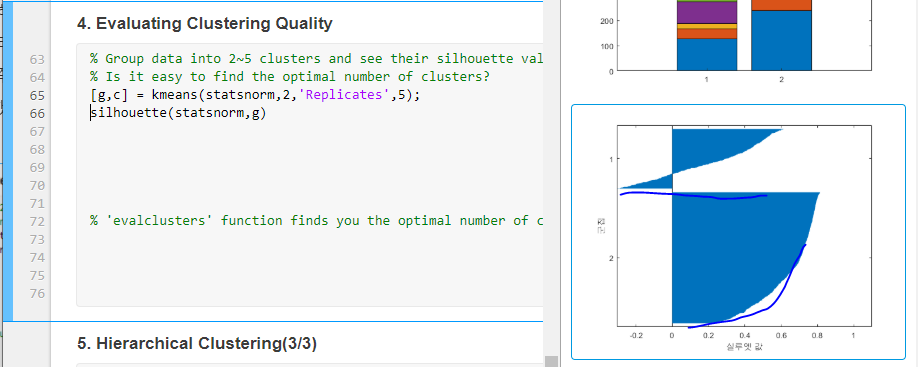 4. Evaluating Clustering Quality
63 % Group data into 2~5 clusters and see their silhouette val
64 % Is it easy to find the optimal number of clusters?
65 [g,c] = kmeans(statsnorm,2,'Replicates',5);
66 silhouette(statsnorm,g)
67
68
69
70
71
72 % 'evalclusters' function finds you the optimal number of c
73
74
75
76
5. Hierarchical Clustering(3/3)
200
100
0
1 2
1
군집
2
-0.2 0 0.2 0.4 0.6 0.8 1
실루엣 값